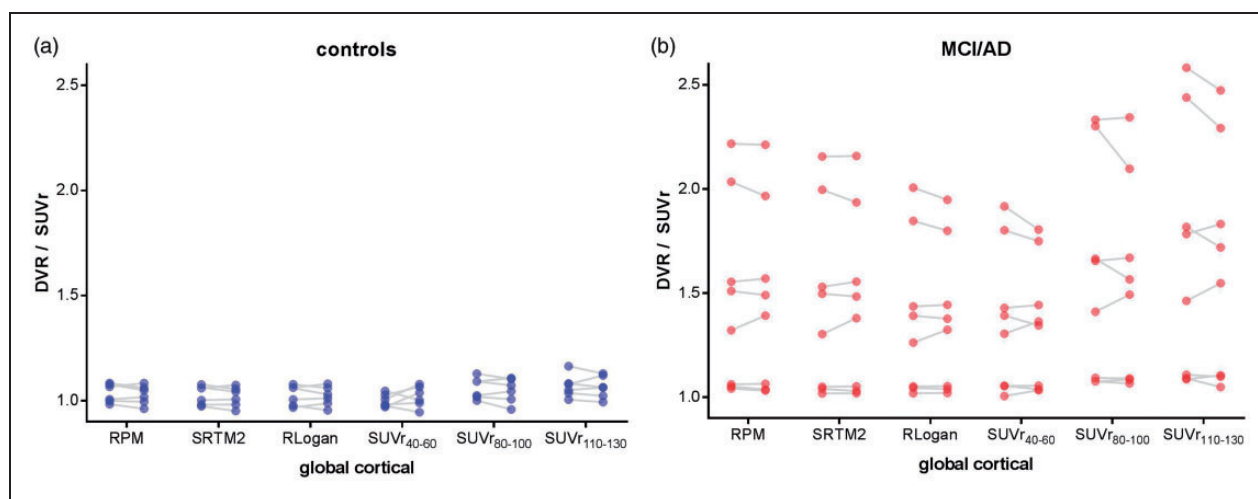 (a)
controls
2.5
2.0
1.5
1.0
DVR / SUVr
RPM
SRTM2
RLogan
SUVr40-60
SUVr80-100
SUVr110-130
global cortical
(b)
MCI/AD
2.5
2.0
1.5
1.0
DVR / SUVr
RPM
SRTM2
RLogan
SUVr40-60
SUVr80-100
SUVr110-130
global cortical